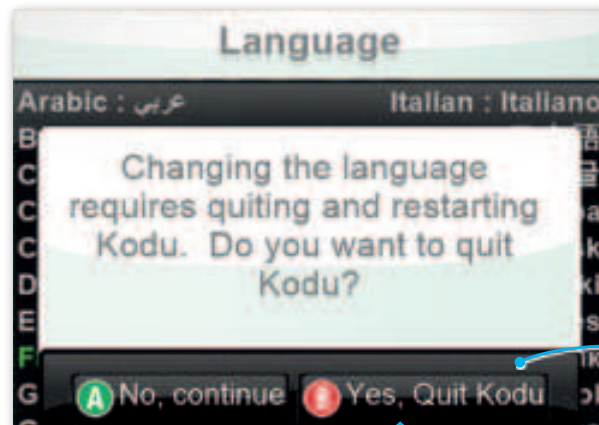 Language
Arabic : عربي Italian : Italiano
B
C
C
C
D
E
F
G
Changing the language
requires quiting and restarting
Kodu. Do you want to quit
Kodu?
A No, continue B Yes, Quit Kodu